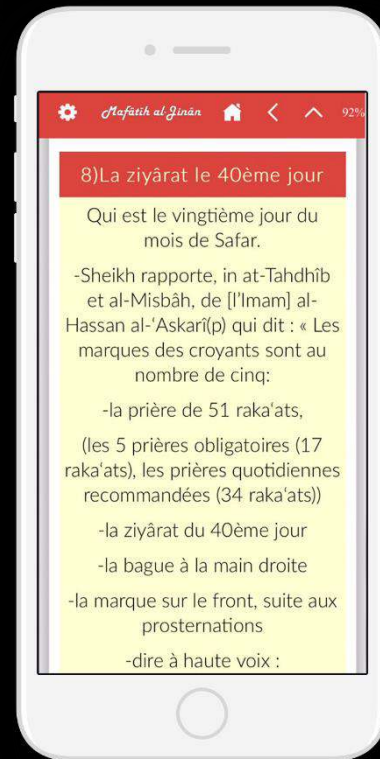 Mafâtih al-Jinân
92%
8)La ziyârat le 40ème jour
Qui est le vingtième jour du
mois de Safar.
-Sheikh rapporte, in at-Tahdhîb
et al-Misbâh, de [l'Imam] al-
Hassan al-'Askarî(p) qui dit : « Les
marques des croyants sont au
nombre de cinq:
-la prière de 51 raka'ats,
(les 5 prières obligatoires (17
raka'ats), les prières quotidiennes
recommandées (34 raka'ats))
-la ziyârat du 40ème jour
-la bague à la main droite
-la marque sur le front, suite aux
prosternations
-dire à haute voix :